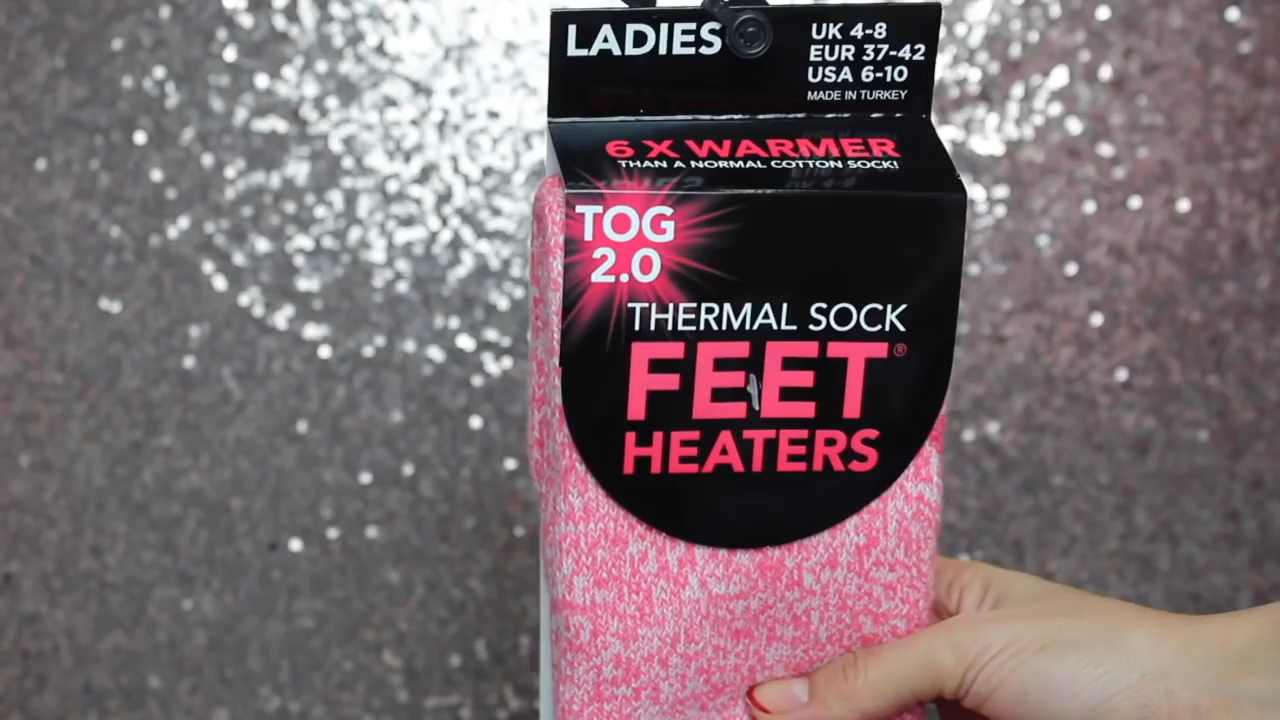 LADIES
UK 4-8
EUR 37-42
USA 6-10
MADE IN TURKEY
6 X WARMER
THAN A NORMAL COTTON SOCK!
TOG
2.0
THERMAL SOCK
FEET®
HEATERS